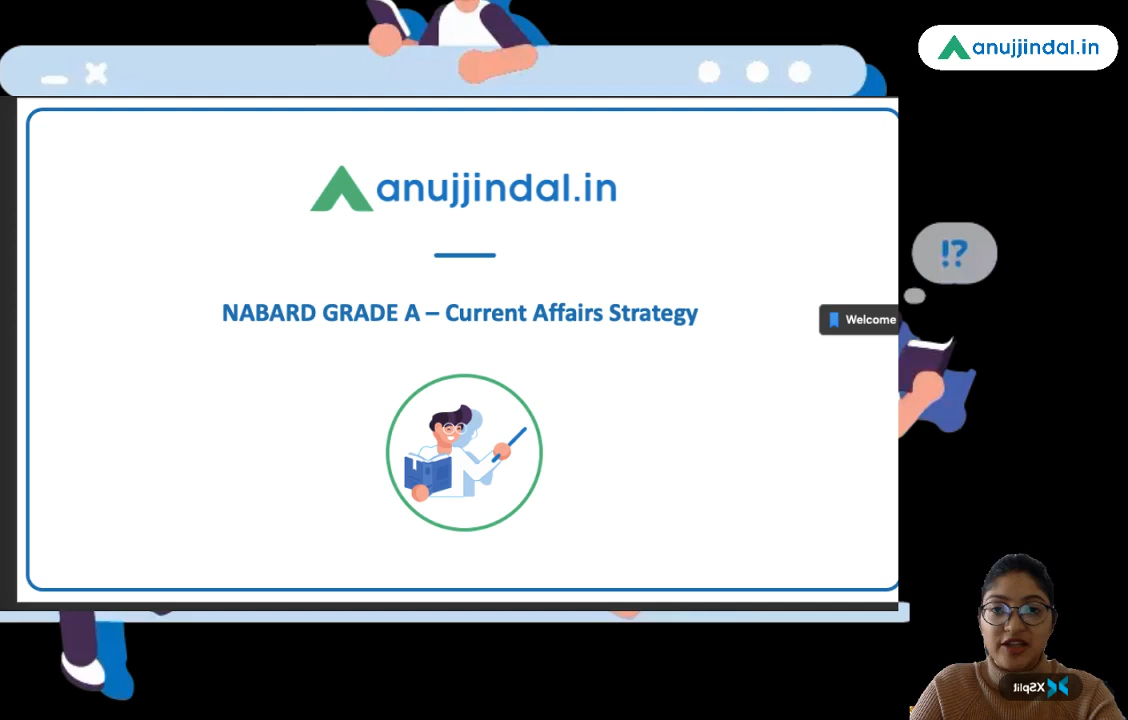 anujjindal.in
anujjindal.in
NABARD GRADE A – Current Affairs Strategy
!?
Welcome
XSplit